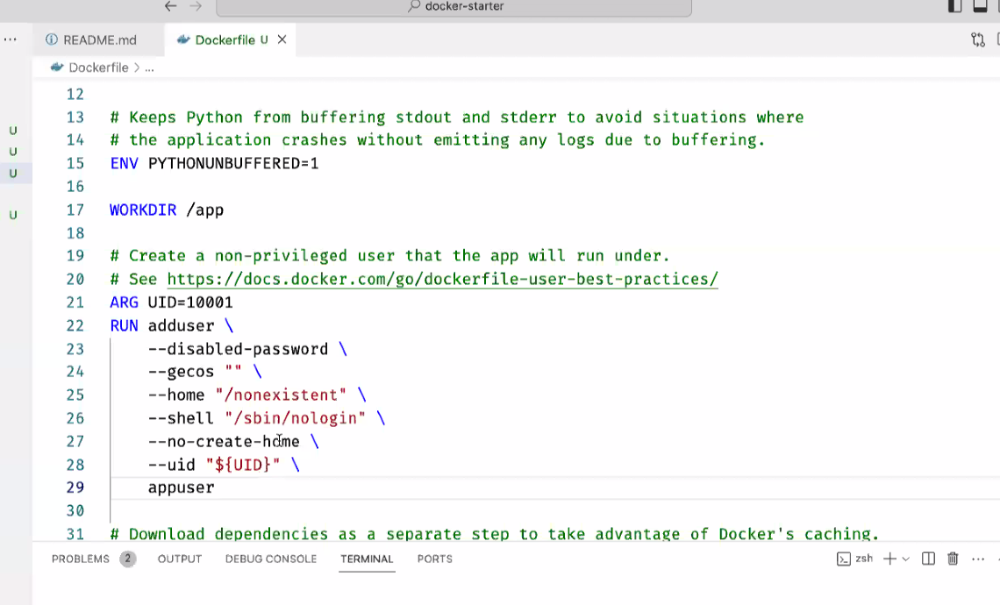 docker-starter
... README.md Dockerfile U
Dockerfile > ...
12
13 # Keeps Python from buffering stdout and stderr to avoid situations where
U
14 # the application crashes without emitting any logs due to buffering.
U
15 ENV PYTHONUNBUFFERED=1
U
16
17 WORKDIR /app
U
18
19 # Create a non-privileged user that the app will run under.
20 # See https://docs.docker.com/go/dockerfile-user-best-practices/
21 ARG UID=10001
22 RUN adduser \
23 --disabled-password \
24 --gecos "" \
25 --home "/nonexistent" \
26 --shell "/sbin/nologin" \
27 --no-create-home \
28 --uid "${UID}" \
29 appuser
30
31 # Download dependencies as a separate step to take advantage of Docker's caching.
PROBLEMS 2 OUTPUT DEBUG CONSOLE TERMINAL PORTS zsh ...